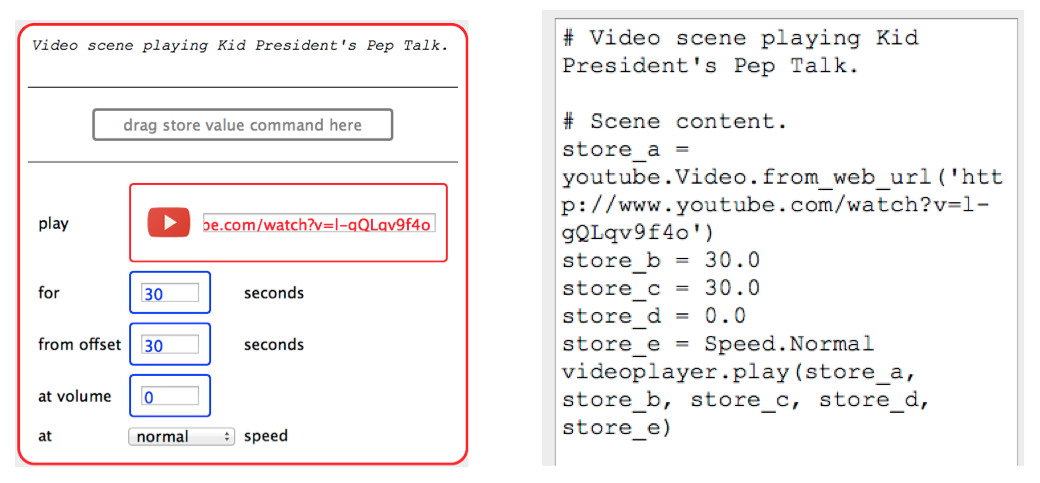 Video scene playing Kid President's Pep Talk.
drag store value command here
play
be.com/watch?v=l-gQLqv9f4o
for 30 seconds
from offset 30 seconds
at volume 0
at normal speed
# Video scene playing Kid
President's Pep Talk.
# Scene content.
store_a =
youtube.Video.from_web_url('htt
p://www.youtube.com/watch?v=l-
gQLqv9f4o')
store_b = 30.0
store_c = 30.0
store_d = 0.0
store_e = Speed.Normal
videoplayer.play(store_a,
store_b, store_c, store_d,
store_e)